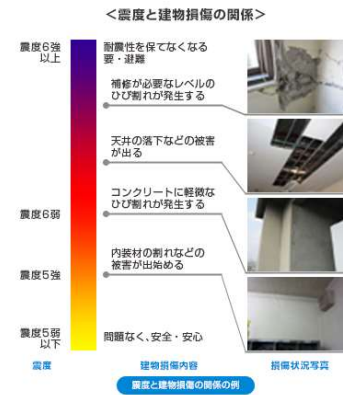 <震度と建物損傷の関係>
震度6強
以上
耐震性を保てなくなる
要・退難
補修が必要なレベルの
ひび割れが発生する
天井の落下などの被害
が出る
コンクリートに軽微な
ひび割れが発生する
震度6弱
内装材の割れなどの
被害が出始める
震度5強
震度5弱
以下
問題なく、安全・安心
震度
建物損傷内容
損傷状況写真
震度と建物損傷の関係の例